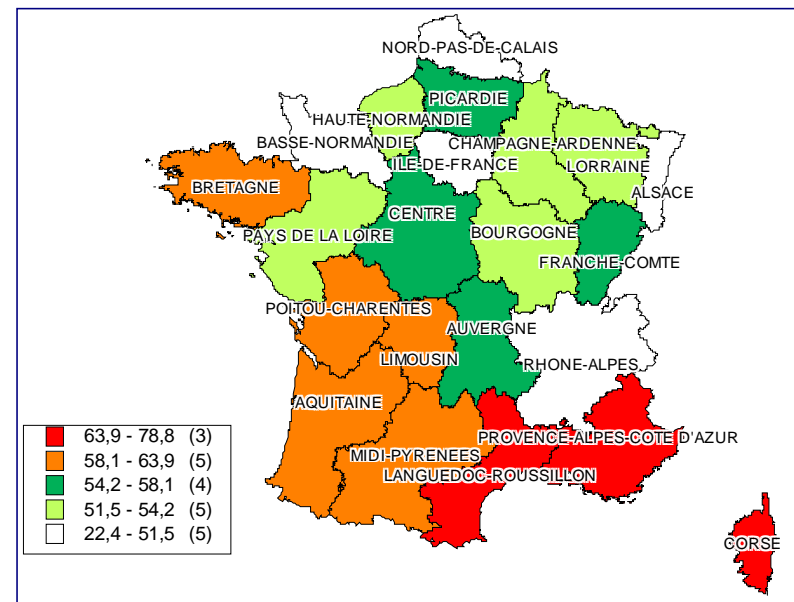 NORD-PAS-DE-CALAIS
PICARDIE
HAUTE-NORMANDIE
BASSE-NORMANDIE
CHAMPAGNE-ARDENNE
ILE-DE-FRANCE
LORRAINE
ALSACE
BRETAGNE
CENTRE
PAYS DE LA LOIRE
BOURGOGNE
FRANCHE-COMTE
POITOU-CHARENTES
AUVERGNE
LIMOUSIN
RHONE-ALPES
AQUITAINE
PROVENCE-ALPES-COTE D'AZUR
MIDI-PYRENEES
LANGUEDOC-ROUSSILLON
CORSE
63,9 - 78,8 (3)
58,1 - 63,9 (5)
54,2 - 58,1 (4)
51,5 - 54,2 (5)
22,4 - 51,5 (5)